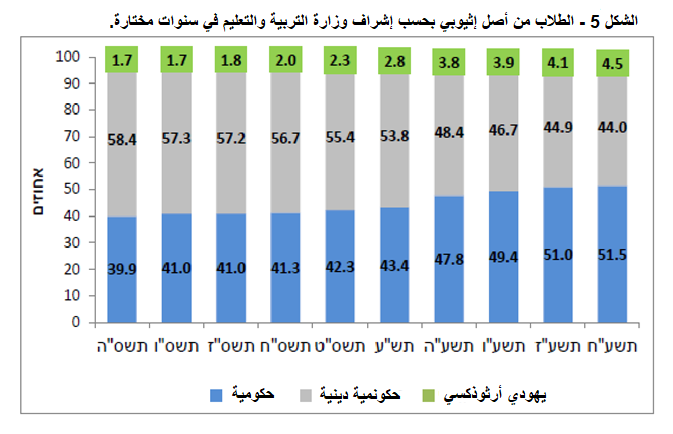 الشكل 5 - الطلاب من أصل إثيوبي بحسب إشراف وزارة التربية والتعليم في سنوات مختارة.
אחוזים
100
90
80
70
60
50
40
30
20
10
0
1.7 1.7 1.8 2.0 2.3 2.8 3.8 3.9 4.1 4.5
58.4 57.3 57.2 56.7 55.4 53.8 48.4 46.7 44.9 44.0
39.9 41.0 41.0 41.3 42.3 43.4 47.8 49.4 51.0 51.5
תשס"ה תשס"ו תשס"ז תשס"ח תשס"ט תש"ע תשע"ה תשע"ו תשע"ז תשע"ח
حكومية حكونمية دينية يهودي أرثوذكسي